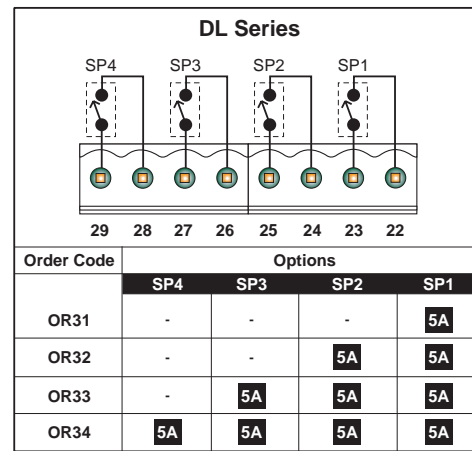 DL Series
SP4 SP3 SP2 SP1
29 28 27 26 25 24 23 22
Order Code Options
SP4 SP3 SP2 SP1
OR31 - - - 5A
OR32 - - 5A 5A
OR33 - 5A 5A 5A
OR34 5A 5A 5A 5A